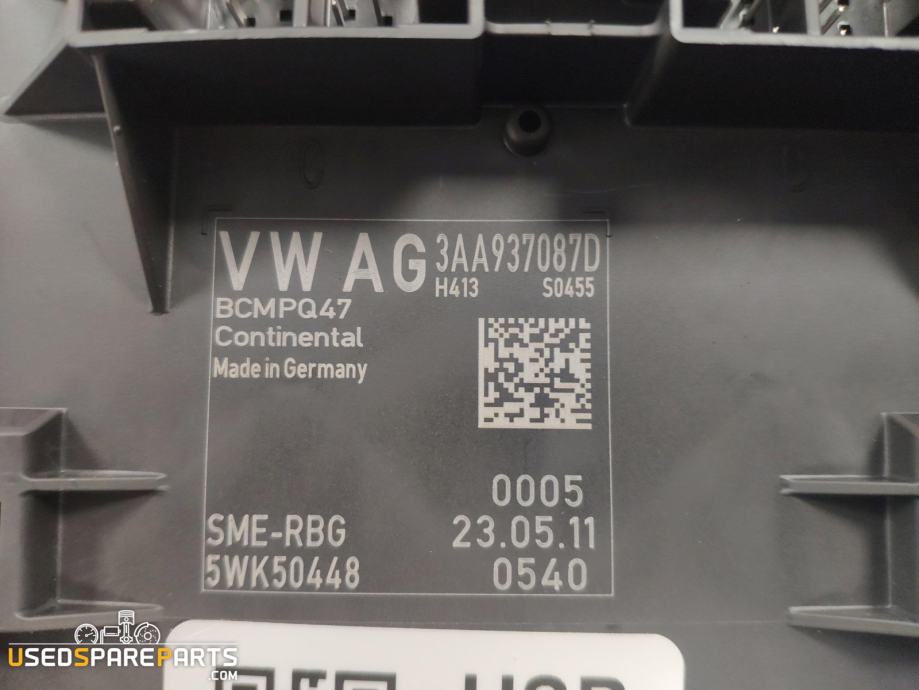 VW AG 3AA937087D
H413 S0455
BCMPQ47
Continental
Made in Germany
0005
SME-RBG 23.05.11
5WK50448 0540
USEDSPAREPARTS
.COM